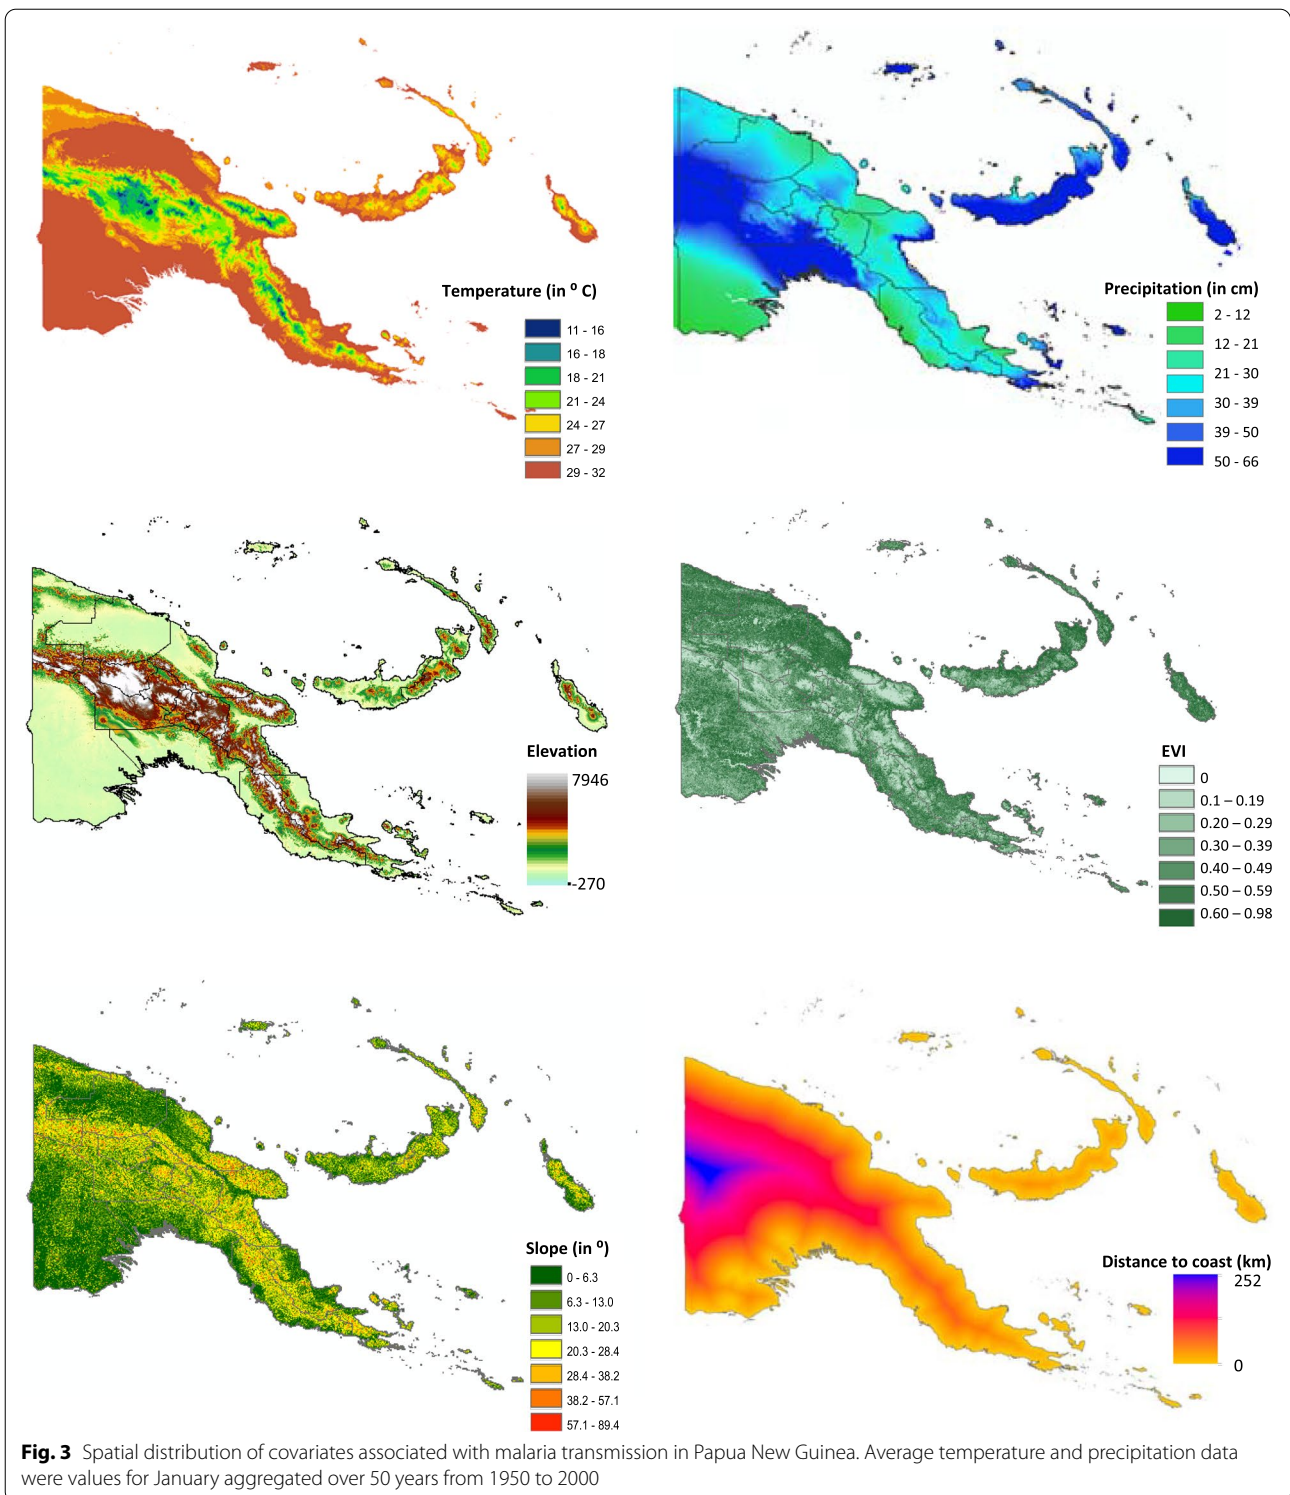 Temperature (in ⁰ C)
11 - 16
16 - 18
18 - 21
21 - 24
24 - 27
27 - 29
29 - 32
Precipitation (in cm)
2 - 12
12 - 21
21 - 30
30 - 39
39 - 50
50 - 66
Elevation
7946
-270
EVI
0
0.1 – 0.19
0.20 – 0.29
0.30 – 0.39
0.40 – 0.49
0.50 – 0.59
0.60 – 0.98
Slope (in ⁰)
0 - 6.3
6.3 - 13.0
13.0 - 20.3
20.3 - 28.4
28.4 - 38.2
38.2 - 57.1
57.1 - 89.4
Distance to coast (km)
252
0
Fig. 3 Spatial distribution of covariates associated with malaria transmission in Papua New Guinea. Average temperature and precipitation data
were values for January aggregated over 50 years from 1950 to 2000